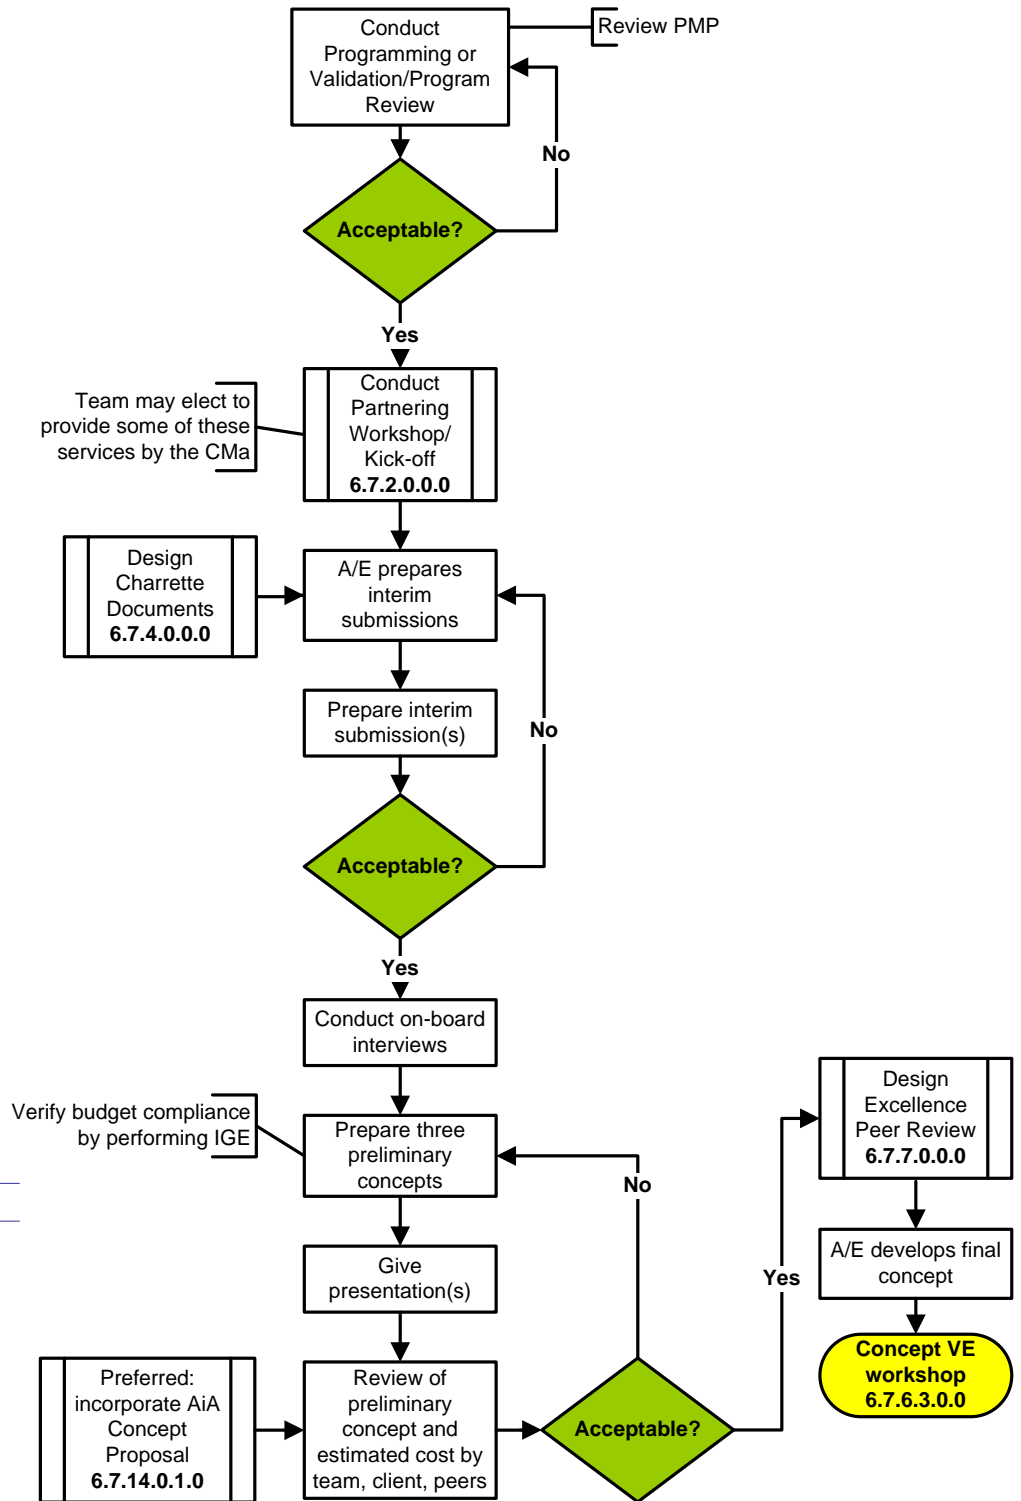 Conduct
Programming or
Validation/Program
Review
Review PMP
No
Acceptable?
Yes
Team may elect to
provide some of these
services by the CMa
Conduct
Partnering
Workshop/
Kick-off
6.7.2.0.0.0
Design
Charrette
Documents
6.7.4.0.0.0
A/E prepares
interim
submissions
Prepare interim
submission(s)
No
Acceptable?
Yes
Conduct on-board
interviews
Verify budget compliance
by performing IGE
Prepare three
preliminary
concepts
No
Give
presentation(s)
Preferred:
incorporate AiA
Concept
Proposal
6.7.14.0.1.0
Review of
preliminary
concept and
estimated cost by
team, client, peers
Acceptable?
Yes
Design
Excellence
Peer Review
6.7.7.0.0.0
A/E develops final
concept
Concept VE
workshop
6.7.6.3.0.0